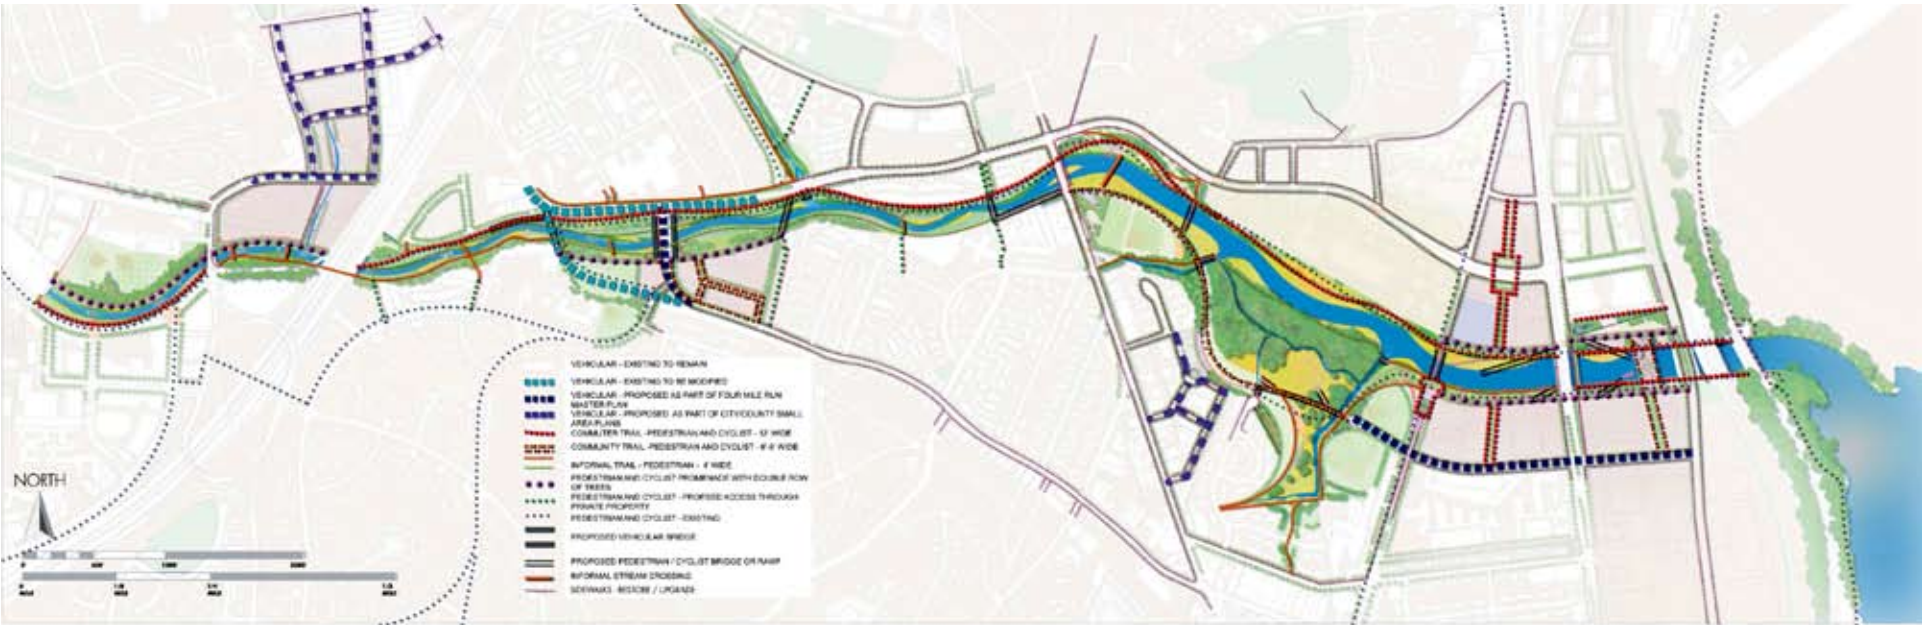 VEHICULAR - EXISTING TO REMAIN
VEHICULAR - EXISTING TO BE MODIFIED
VEHICULAR - PROPOSED AS PART OF FOUR MILE RUN
MASTER PLAN
VEHICULAR - PROPOSED AS PART OF CITY/COUNTY SMALL
AREA PLANS
COMMUTER TRAIL - PEDESTRIAN AND CYCLIST - WIDE
COMMUNITY TRAIL - PEDESTRIAN AND CYCLIST - WIDE
INFORMAL TRAIL - PEDESTRIAN - WIDE
PEDESTRIAN AND CYCLIST PROMENADE WITH DOUBLE ROW
OF TREES
PEDESTRIAN AND CYCLIST - ACCESS THROUGH
PRIVATE PROPERTY
PEDESTRIAN AND CYCLIST - EXISTING
PROPOSED VEHICULAR BRIDGE
PROPOSED PEDESTRIAN / CYCLIST BRIDGE OR RAMP
INFORMAL STREAM CROSSING
SIDEWALKS - RESTORE / UPGRADE
NORTH